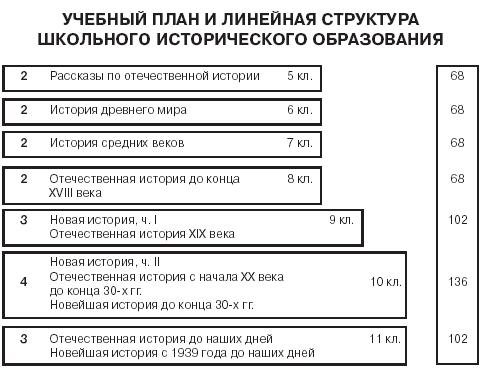 УЧЕБНЫЙ ПЛАН И ЛИНЕЙНАЯ СТРУКТУРА
ШКОЛЬНОГО ИСТОРИЧЕСКОГО ОБРАЗОВАНИЯ
2 Рассказы по отечественной истории 5 кл. 68
2 История древнего мира 6 кл. 68
2 История средних веков 7 кл. 68
2 Отечественная история до конца 8 кл. 68
XVIII века
3 Новая история, ч. I 9 кл. 102
Отечественная история XIX века
Новая история, ч. II
4 Отечественная история с начала XX века 10 кл. 136
до конца 30-х гг.
Новейшая история до конца 30-х гг.
3 Отечественная история до наших дней 11 кл. 102
Новейшая история с 1939 года до наших дней